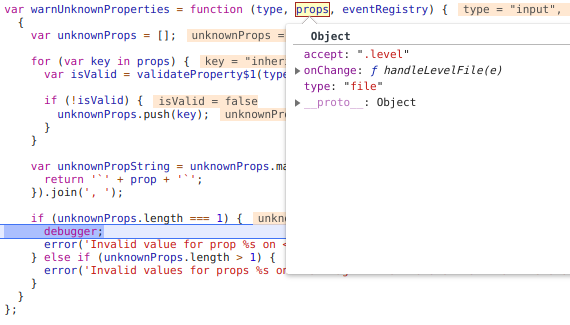 var warnUnknownProperties = function (type, props, eventRegistry) { type = "input",
{
var unknownProps = []; unknownProps =
for (var key in props) { key = "inheri
var isValid = validateProperty$1(type
if (!isValid) { isValid = false
unknownProps.push(key); unknownPr
}
}
var unknownPropString = unknownProps.ma
return '`' + prop + '`';
}).join(', ');
if (unknownProps.length === 1) { unkno
debugger;
error('Invalid value for prop %s on <
} else if (unknownProps.length > 1) {
error('Invalid values for props %s on
}
}
};
Object
accept: ".level"
onChange: ƒ handleLevelFile(e)
type: "file"
__proto__: Object